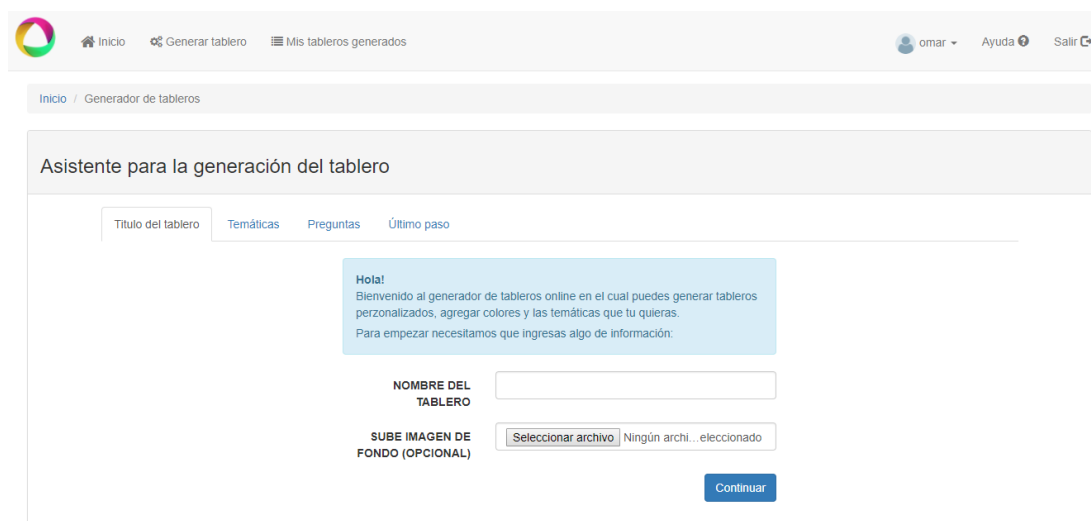 Inicio Generar tablero Mis tableros generados omar Ayuda Salir
Inicio / Generador de tableros
Asistente para la generación del tablero
Titulo del tablero Temáticas Preguntas Último paso
Hola!
Bienvenido al generador de tableros online en el cual puedes generar tableros
perzonalizados, agregar colores y las temáticas que tu quieras.
Para empezar necesitamos que ingresas algo de información:
NOMBRE DEL
TABLERO
SUBE IMAGEN DE
FONDO (OPCIONAL)
Seleccionar archivo Ningún archi...eleccionado
Continuar